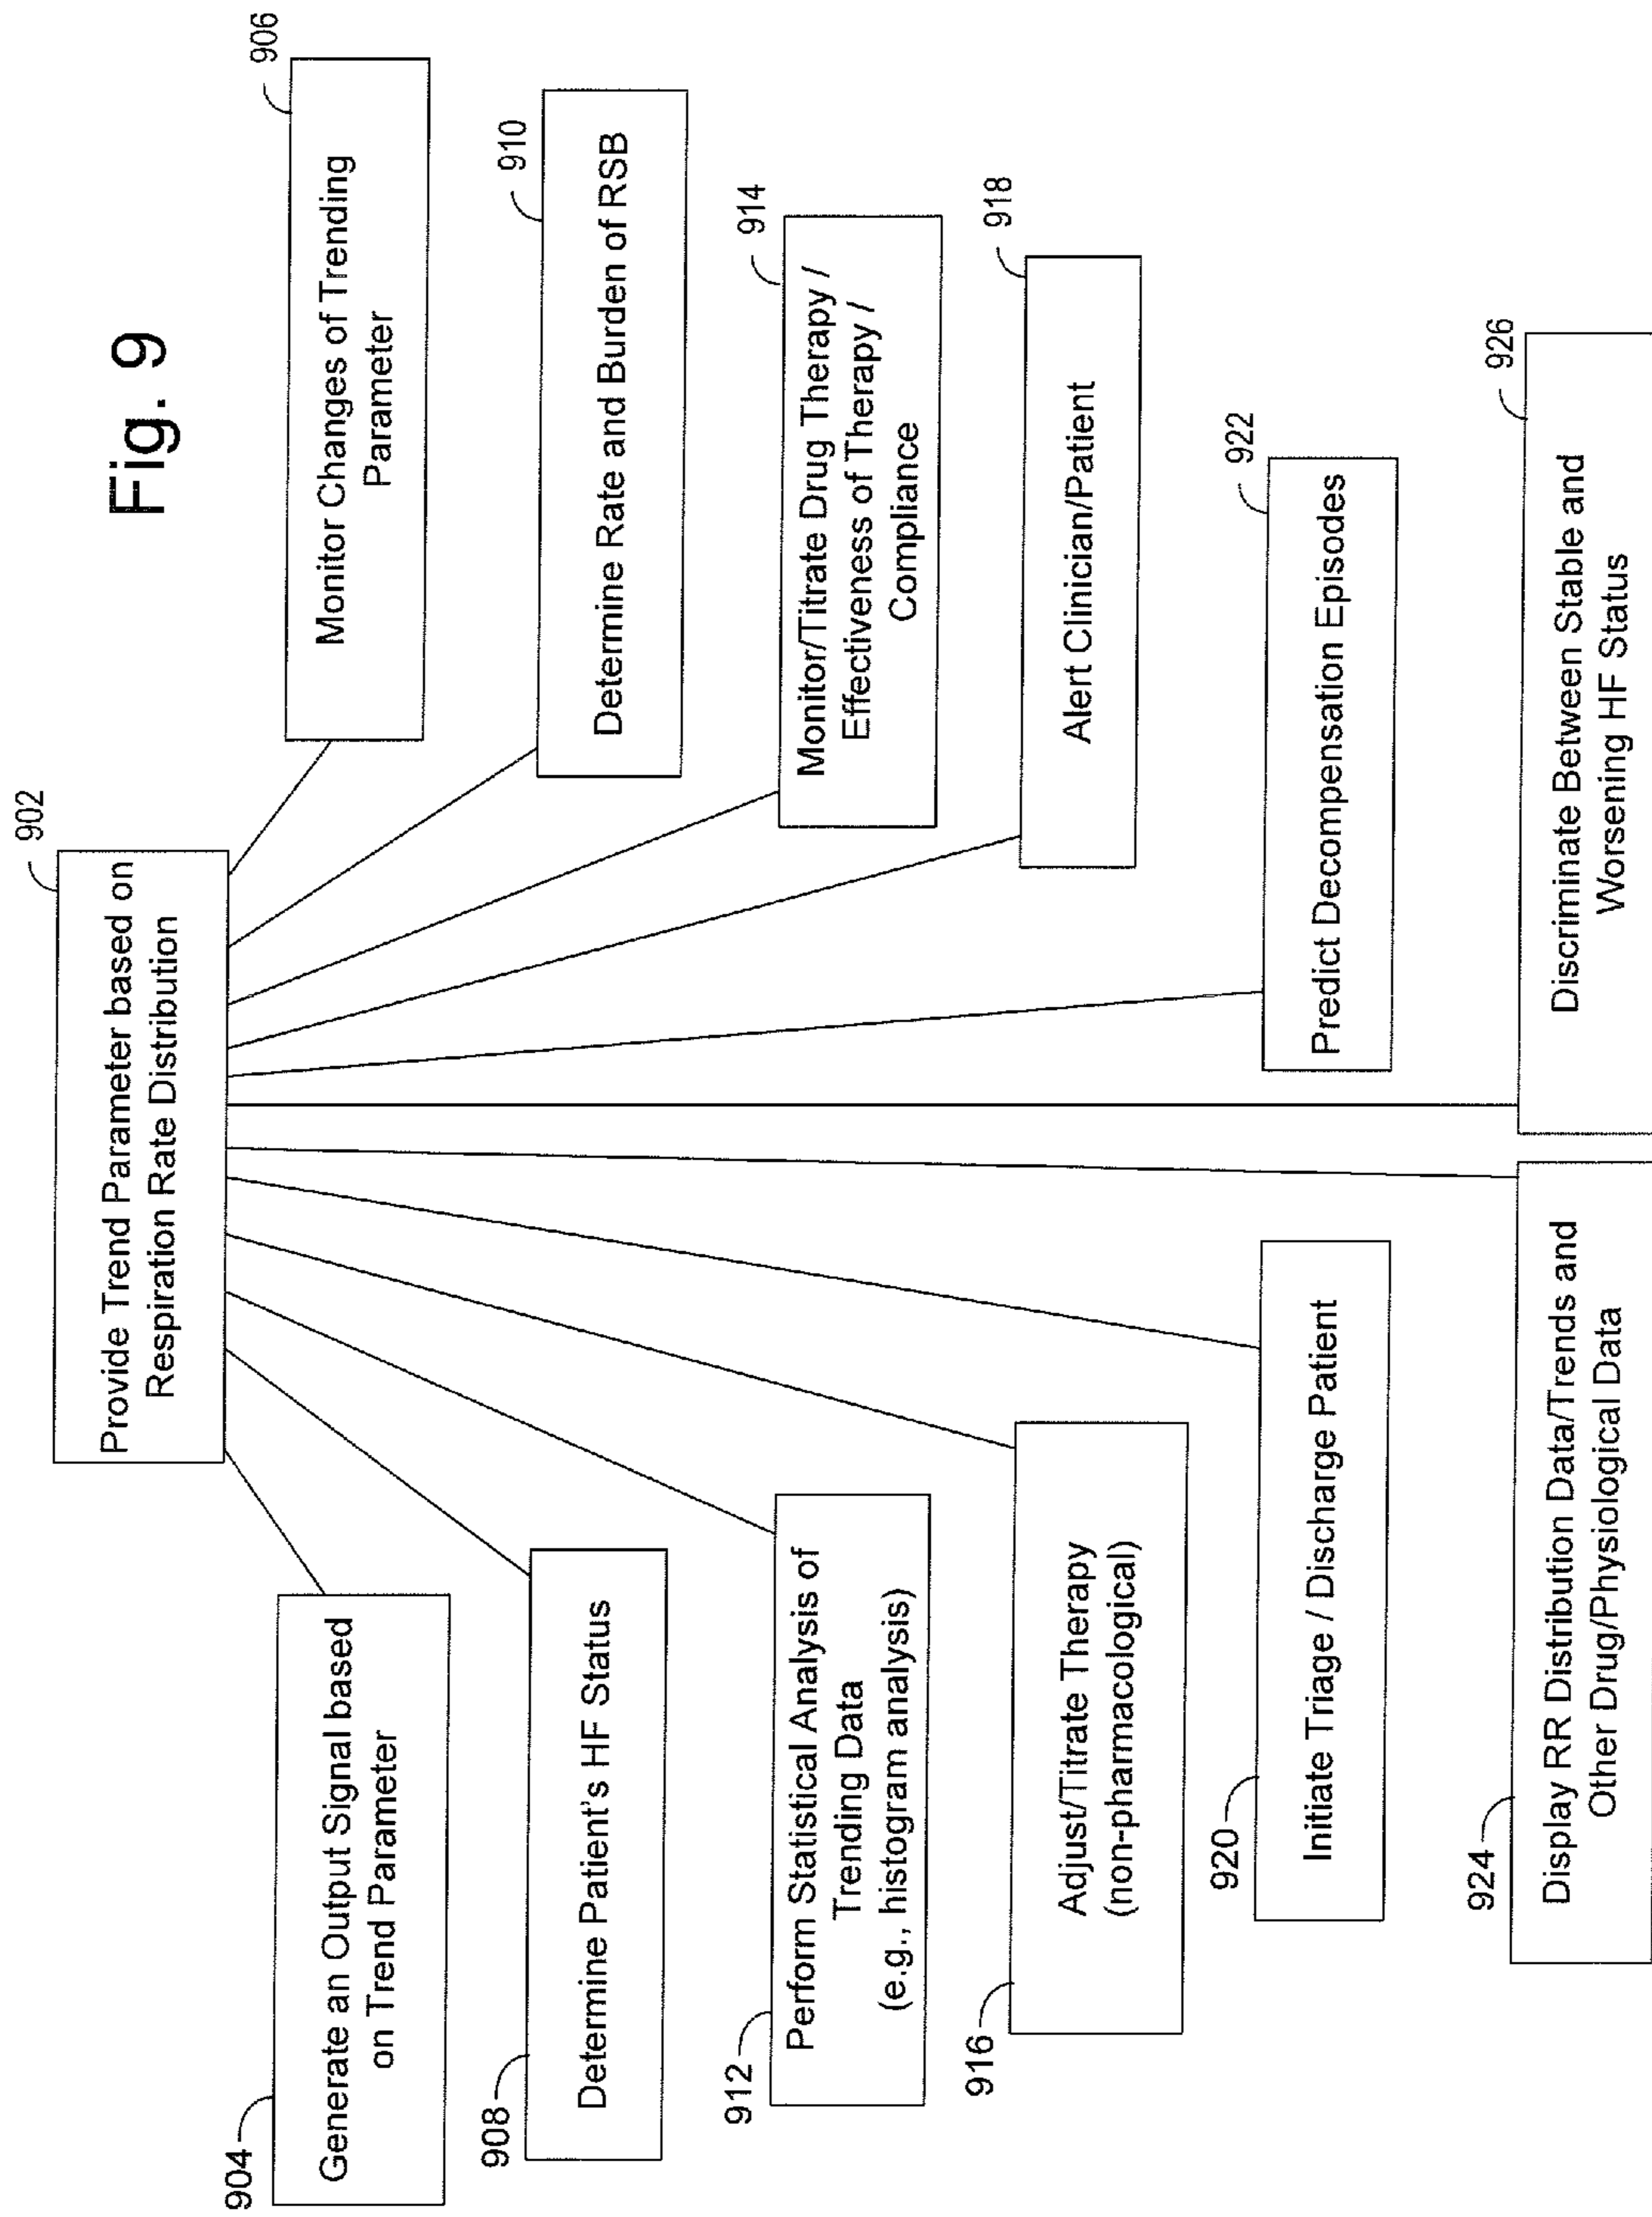 Fig. 9
902
Provide Trend Parameter based on
Respiration Rate Distribution
904
Generate an Output Signal based
on Trend Parameter
906
Monitor Changes of Trending
Parameter
908
Determine Patient's HF Status
910
Determine Rate and Burden of RSB
912
Perform Statistical Analysis of
Trending Data
(e.g., histogram analysis)
914
Monitor/Titrate Drug Therapy /
Effectiveness of Therapy /
Compliance
916
Adjust/Titrate Therapy
(non-pharmacological)
918
Alert Clinician/Patient
920
Initiate Triage / Discharge Patient
922
Predict Decompensation Episodes
924
Display RR Distribution Data/Trends and
Other Drug/Physiological Data
926
Discriminate Between Stable and
Worsening HF Status